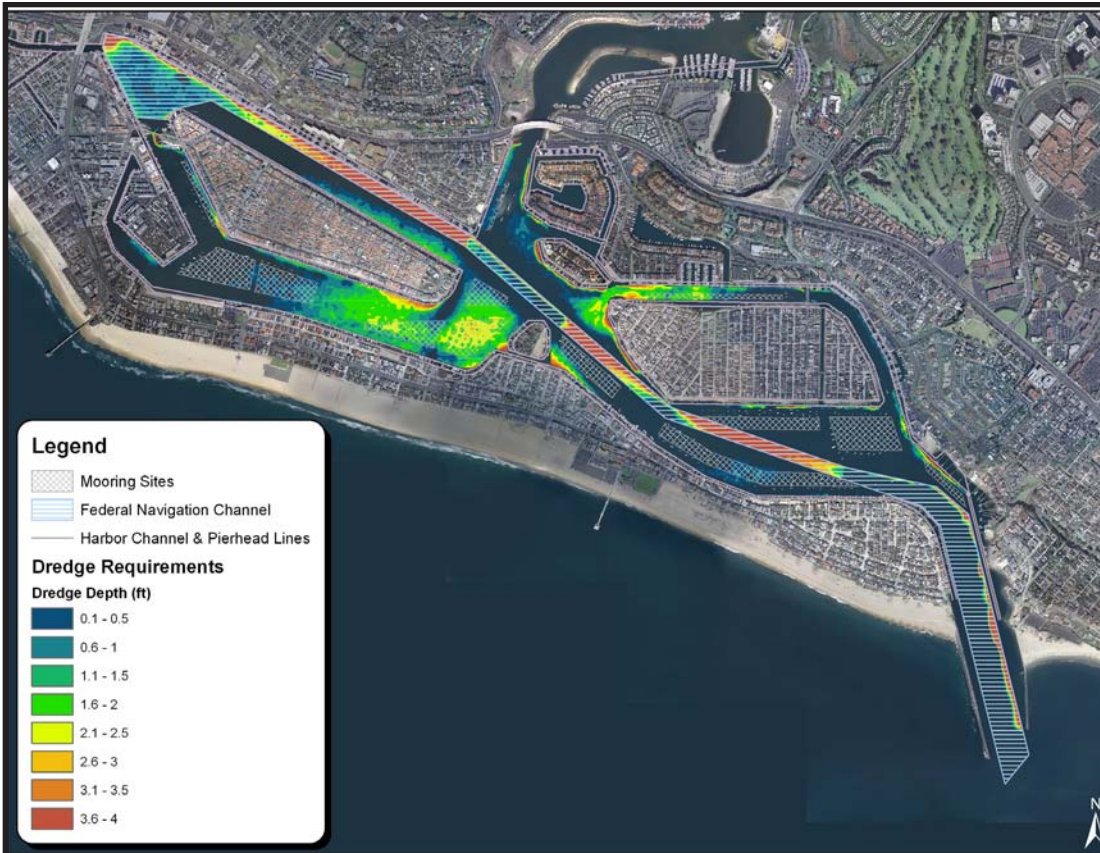 Legend
Mooring Sites
Federal Navigation Channel
Harbor Channel & Pierhead Lines
Dredge Requirements
Dredge Depth (ft)
0.1 - 0.5
0.6 - 1
1.1 - 1.5
1.6 - 2
2.1 - 2.5
2.6 - 3
3.1 - 3.5
3.6 - 4
N